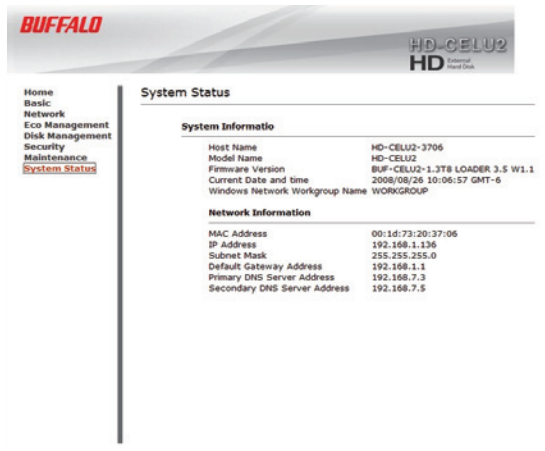 BUFFALO
HD-CELU2
HD External Hard Disk
Home
Basic
Network
Eco Management
Disk Management
Security
Maintenance
System Status
System Status
System Informatio
Host Name HD-CELU2-3706
Model Name HD-CELU2
Firmware Version BUF-CELU2-1.3T8 LOADER 3.5 W1.1
Current Date and time 2008/08/26 10:06:57 GMT-6
Windows Network Workgroup Name WORKGROUP
Network Information
MAC Address 00:1d:73:20:37:06
IP Address 192.168.1.136
Subnet Mask 255.255.255.0
Default Gateway Address 192.168.1.1
Primary DNS Server Address 192.168.7.3
Secondary DNS Server Address 192.168.7.5